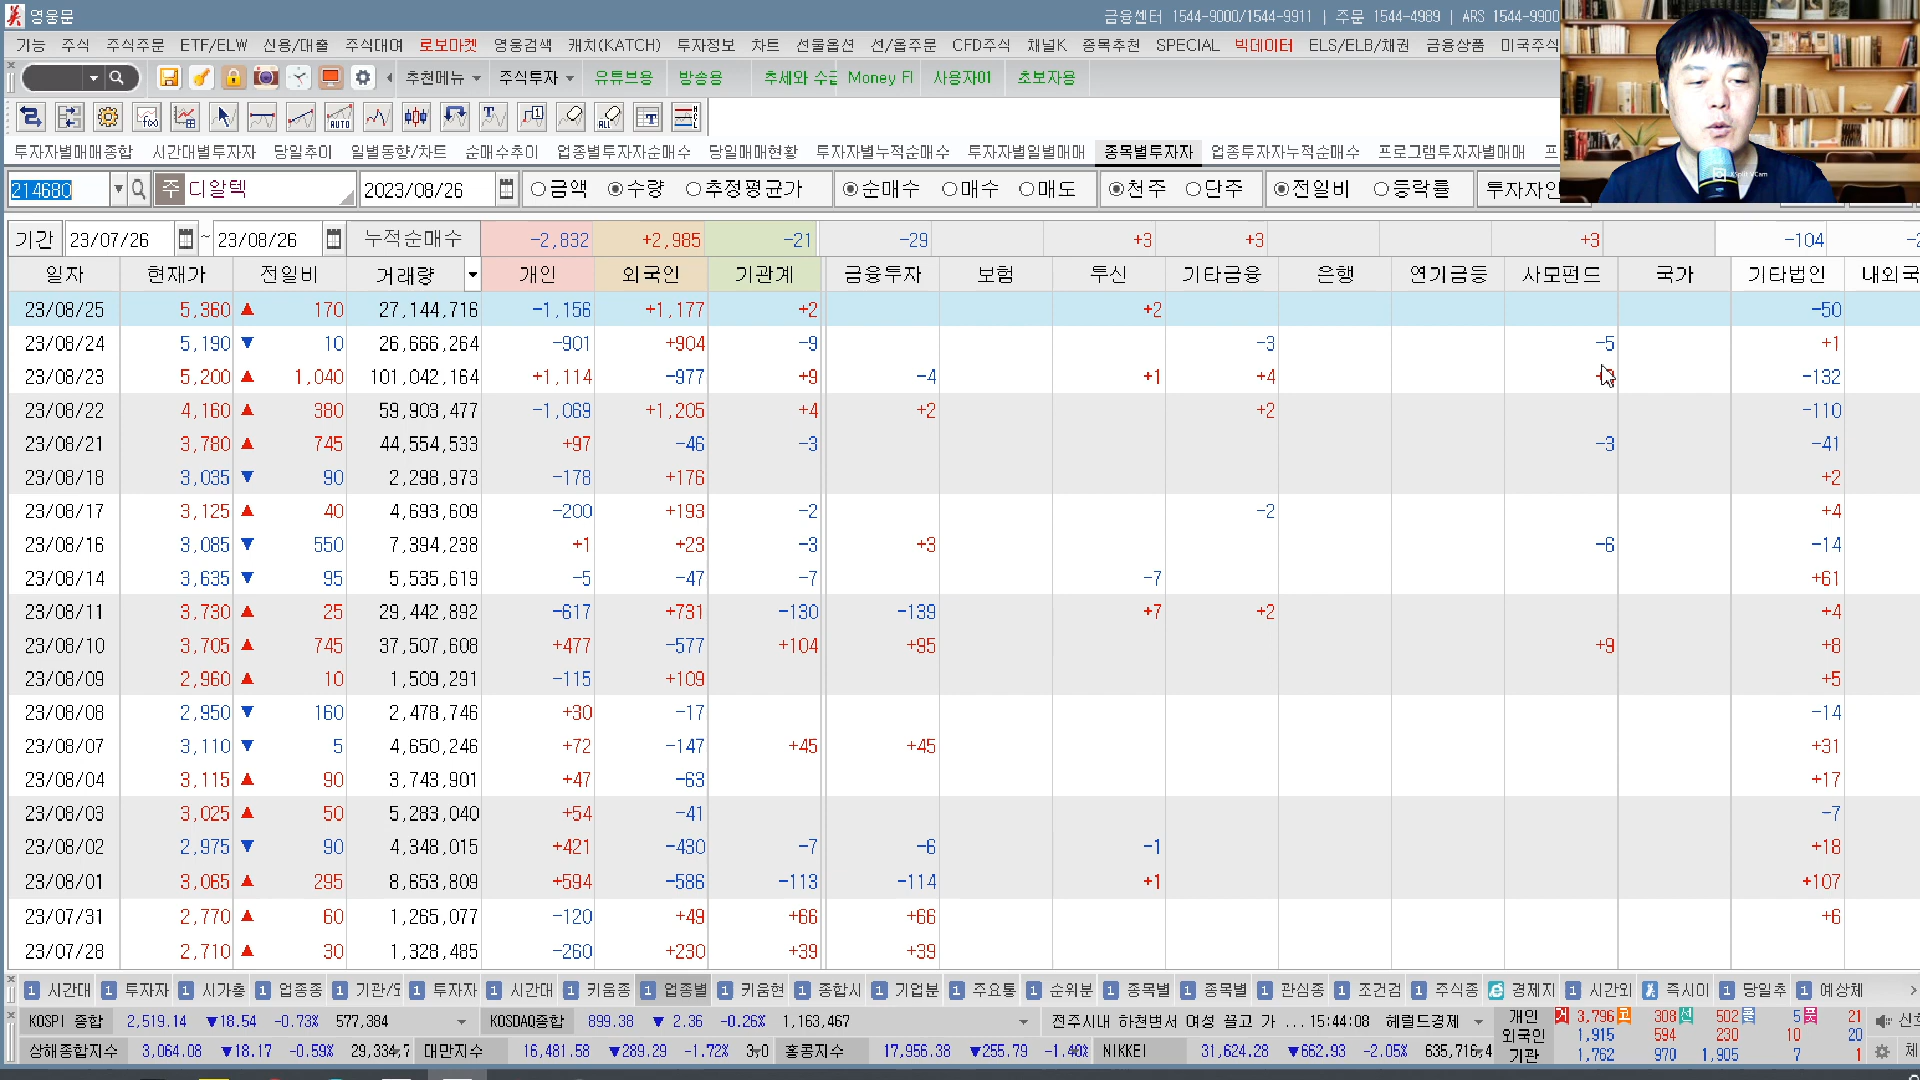 영웅문 금융센터 1544-9000/1544-9911 | 주문 1544-4989 | ARS 1544-9900
기능 주식 주식주문 ETF/ELW 신용/대출 주식대여 로보마켓 영웅검색 캐치(KATCH) 투자정보 차트 선물옵션 선/옵주문 CFD주식 채널K 종목추천 SPECIAL 빅데이터 ELS/ELB/채권 금융상품 미국주식
추천메뉴 주식투자 유튜브용 방송용 추세와 수급 Money Fl 사용자01 초보자용
투자자별매매종합 시간대별투자자 당일추이 일별동향/차트 순매수추이 업종별투자자순매수 당일매매현황 투자자별누적순매수 투자자별일별매매 종목별투자자 업종투자자누적순매수 프로그램투자자별매매 프
214680 주 디알텍 2023/08/26 금액 수량 추정평균가 순매수 매수 매도 천주 단주 전일비 등락률 투자자안
기간 23/07/26 ~ 23/08/26 누적순매수 -2,832 +2,985 -21 -29 +3 +3 +3 -104
일자 현재가 전일비 거래량 개인 외국인 기관계 금융투자 보험 투신 기타금융 은행 연기금등 사모펀드 국가 기타법인 내외국
23/08/25 5,360 ▲ 170 27,144,716 -1,156 +1,177 +2 +2 -50
23/08/24 5,190 ▼ 10 26,666,264 -901 +904 -9 -3 -5 +1
23/08/23 5,200 ▲ 1,040 101,042,164 +1,114 -977 +9 -4 +1 +4 -132
23/08/22 4,160 ▲ 380 59,903,477 -1,069 +1,205 +4 +2 +2 -110
23/08/21 3,780 ▲ 745 44,554,533 +97 -46 -3 -3 -41
23/08/18 3,035 ▼ 90 2,298,973 -178 +176 +2
23/08/17 3,125 ▲ 40 4,693,609 -200 +193 -2 -2 +4
23/08/16 3,085 ▼ 550 7,394,238 +1 +23 -3 +3 -6 -14
23/08/14 3,635 ▼ 95 5,535,619 -5 -47 -7 -7 +61
23/08/11 3,730 ▲ 25 29,442,892 -617 +731 -130 -139 +7 +2 +4
23/08/10 3,705 ▲ 745 37,507,608 +477 -577 +104 +95 +9 +8
23/08/09 2,960 ▲ 10 1,509,291 -115 +109 +5
23/08/08 2,950 ▼ 160 2,478,746 +30 -17 -14
23/08/07 3,110 ▼ 5 4,650,246 +72 -147 +45 +45 +31
23/08/04 3,115 ▲ 90 3,743,901 +47 -63 +17
23/08/03 3,025 ▲ 50 5,283,040 +54 -41 -7
23/08/02 2,975 ▼ 90 4,348,015 +421 -430 -7 -6 -1 +18
23/08/01 3,065 ▲ 295 8,653,809 +594 -586 -113 -114 +1 +107
23/07/31 2,770 ▲ 60 1,265,077 -120 +49 +66 +66 +6
23/07/28 2,710 ▲ 30 1,328,485 -260 +230 +39 +39
1 시간대 1 투자자 1 시가총 1 업종종 1 기관/도 1 투자자 1 시간대 1 키움종 1 업종별 1 키움현 1 종합시 1 기업분 1 주요통 1 순위분 1 종목별 1 종목별 1 관심종 1 조건검 1 주식종 경제지 1 시간외 즉시이 1 당일추 1 예상체
KOSPI 종합 2,519.14 ▼18.54 -0.73% 577,384 KOSDAQ종합 899.38 ▼ 2.36 -0.26% 1,163,467 전주시내 하천변서 여성 끌고 가 ... 15:44:08 헤럴드경제 개인 3,796 308 502 5 21
외국인 1,915 594 230 10 20
상해종합지수 3,064.08 ▼18.17 -0.59% 대만지수 16,481.58 ▼289.29 -1.72% 홍콩지수 17,956.38 ▼255.79 -1.40% NIKKEI 31,624.28 ▼662.93 -2.05% 기관 1,762 970 1,905 7 1